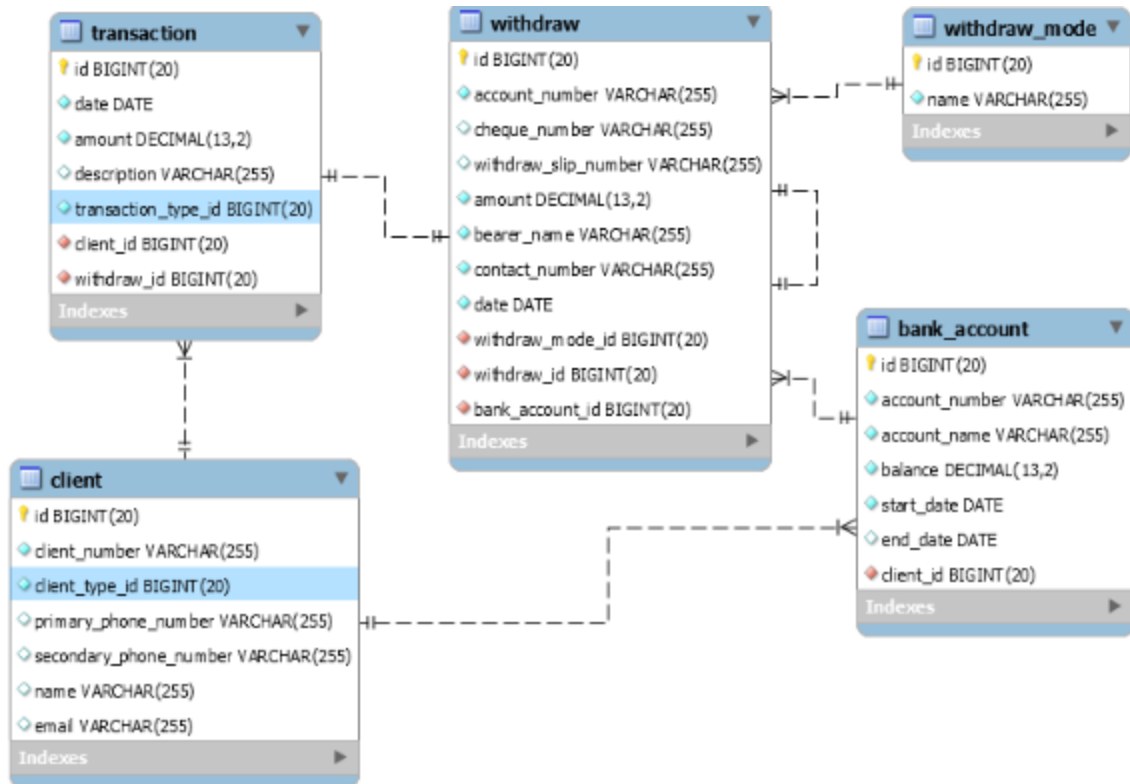 transaction
id BIGINT(20)
date DATE
amount DECIMAL(13,2)
description VARCHAR(255)
transaction_type_id BIGINT(20)
client_id BIGINT(20)
withdraw_id BIGINT(20)
Indexes
withdraw
id BIGINT(20)
account_number VARCHAR(255)
cheque_number VARCHAR(255)
withdraw_slip_number VARCHAR(255)
amount DECIMAL(13,2)
bearer_name VARCHAR(255)
contact_number VARCHAR(255)
date DATE
withdraw_mode_id BIGINT(20)
withdraw_id BIGINT(20)
bank_account_id BIGINT(20)
Indexes
withdraw_mode
id BIGINT(20)
name VARCHAR(255)
Indexes
client
id BIGINT(20)
client_number VARCHAR(255)
client_type_id BIGINT(20)
primary_phone_number VARCHAR(255)
secondary_phone_number VARCHAR(255)
name VARCHAR(255)
email VARCHAR(255)
Indexes
bank_account
id BIGINT(20)
account_number VARCHAR(255)
account_name VARCHAR(255)
balance DECIMAL(13,2)
start_date DATE
end_date DATE
client_id BIGINT(20)
Indexes